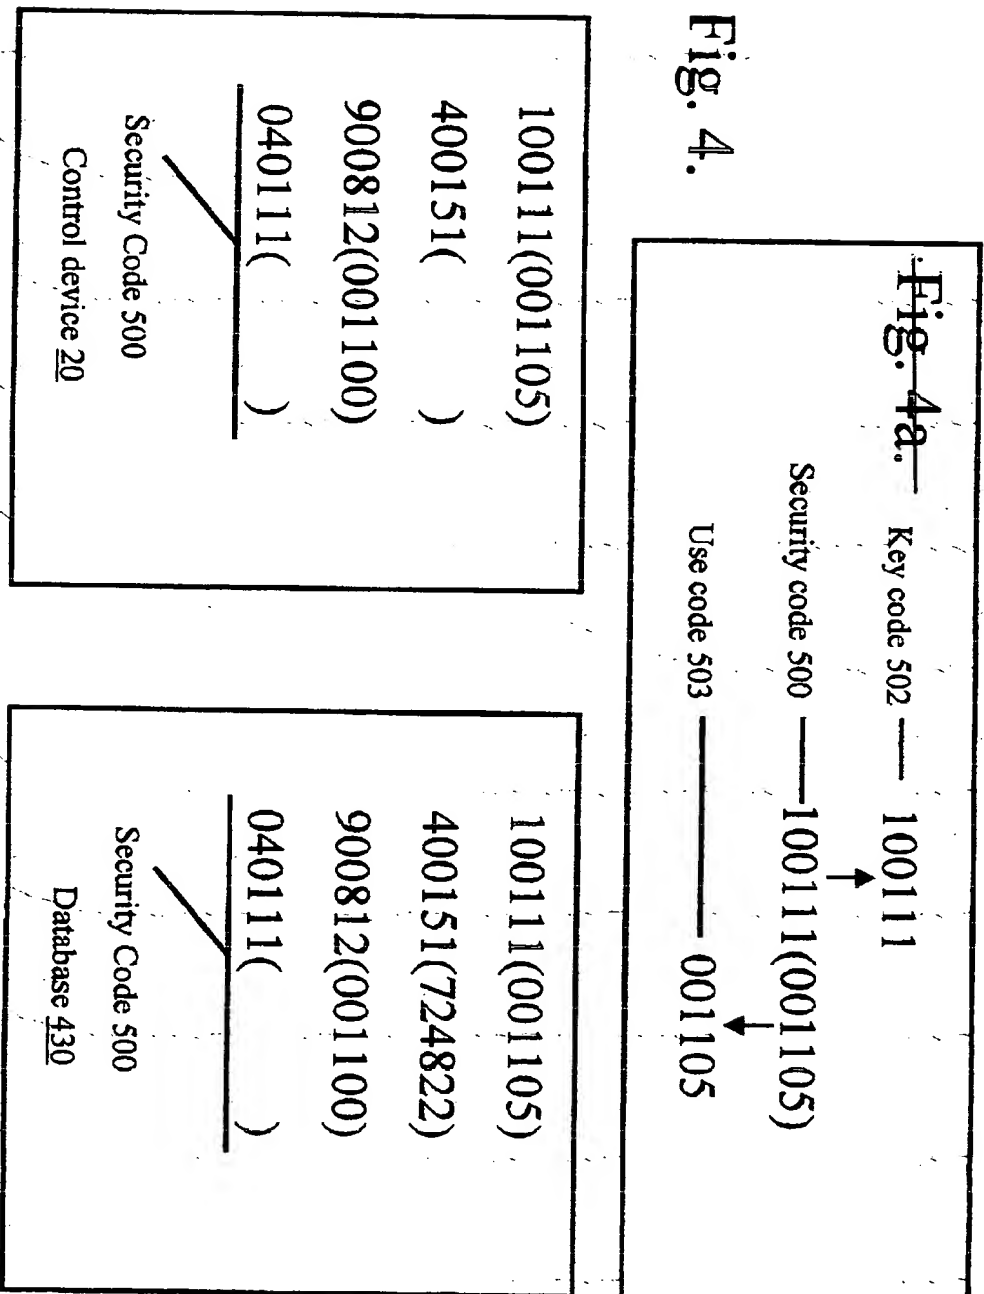 Fig. 4a.
Key code 502 100111
Security code 500 100111(001105)
Use code 503 001105
Fig. 4.
100111(001105)
400151( )
900812(001100)
040111( )
Security Code 500
Control device 20
100111(001105)
400151(724822)
900812(001100)
040111( )
Security Code 500
Database 430